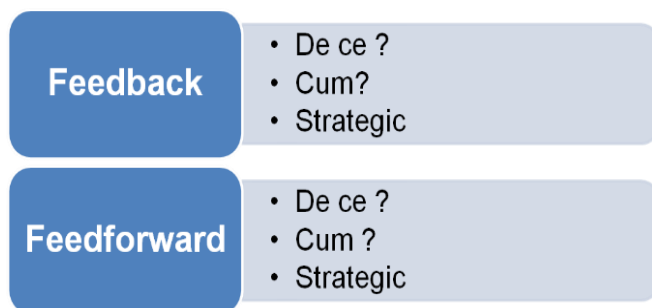 Feedback
• De ce ?
• Cum?
• Strategic
Feedforward
• De ce ?
• Cum ?
• Strategic